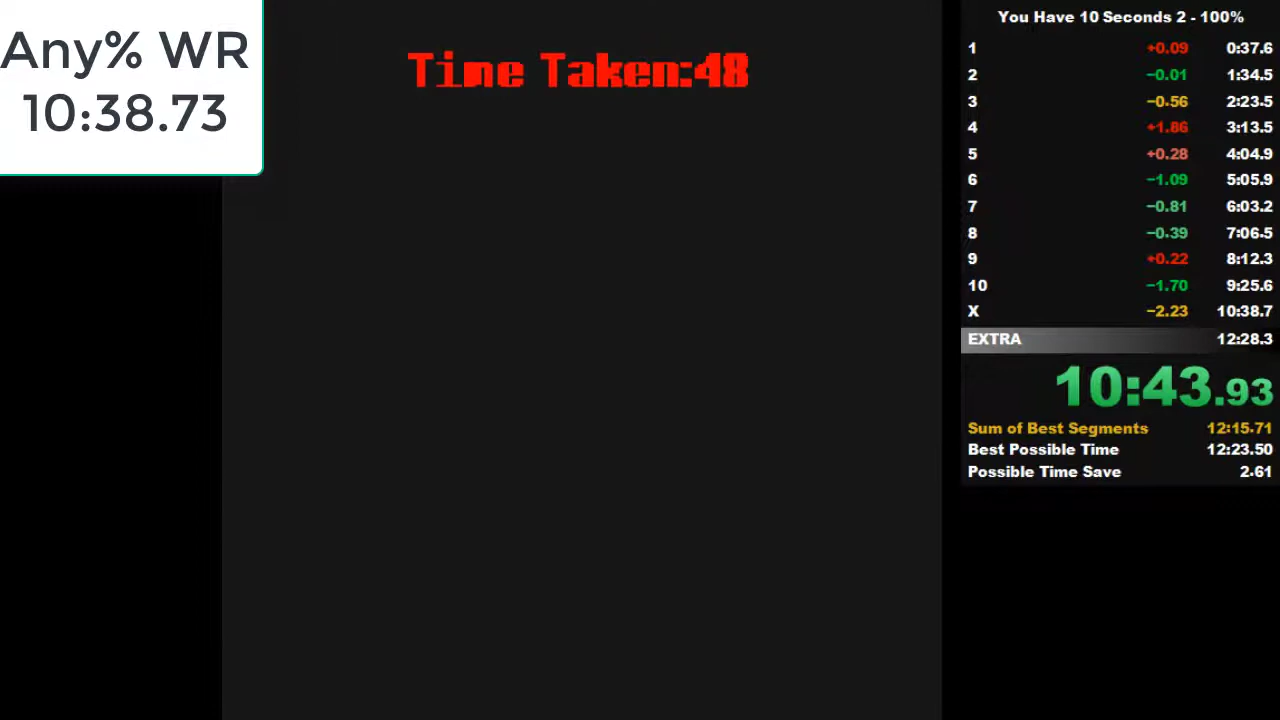 Any% WR
10:38.73
Time Taken:48
You Have 10 Seconds 2 - 100%
1 +0.09 0:37.6
2 −0.01 1:34.5
3 −0.56 2:23.5
4 +1.86 3:13.5
5 +0.28 4:04.9
6 −1.09 5:05.9
7 −0.81 6:03.2
8 −0.39 7:06.5
9 +0.22 8:12.3
10 −1.70 9:25.6
X −2.23 10:38.7
EXTRA 12:28.3
10:43.93
Sum of Best Segments 12:15.71
Best Possible Time 12:23.50
Possible Time Save 2.61